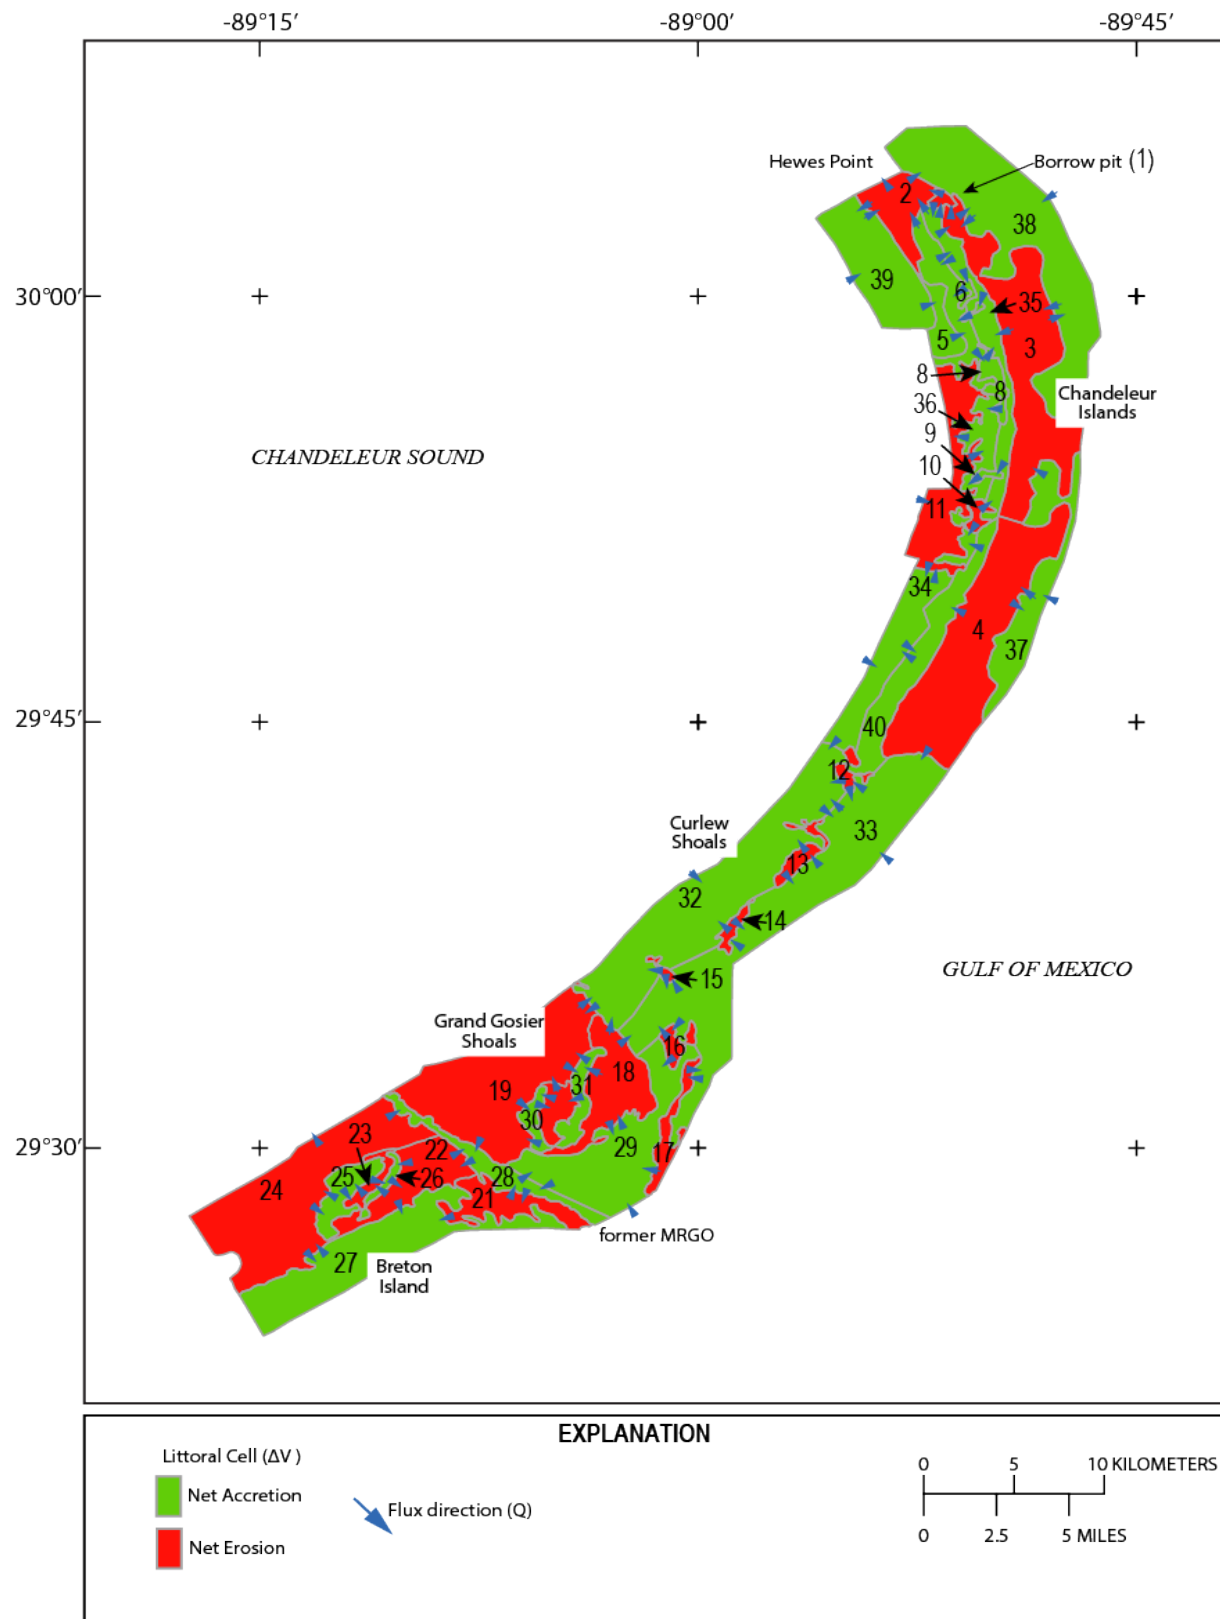 -89°15′ -89°00′ -89°45′
Hewes Point
Borrow pit (1)
2
38
39
30°00′
6
35
5
3
8
8
36
Chandeleur
Islands
9
CHANDELEUR SOUND
10
11
34
4
37
29°45′
40
12
Curlew
Shoals
33
13
32
14
GULF OF MEXICO
15
Grand Gosier
Shoals
16
18
19
31
30
23
29°30′
22
29
17
25
26
28
24
21
former MRGO
27
Breton
Island
EXPLANATION
Littoral Cell (ΔV )
Net Accretion
Flux direction (Q)
Net Erosion
0 5 10 KILOMETERS
0 2.5 5 MILES